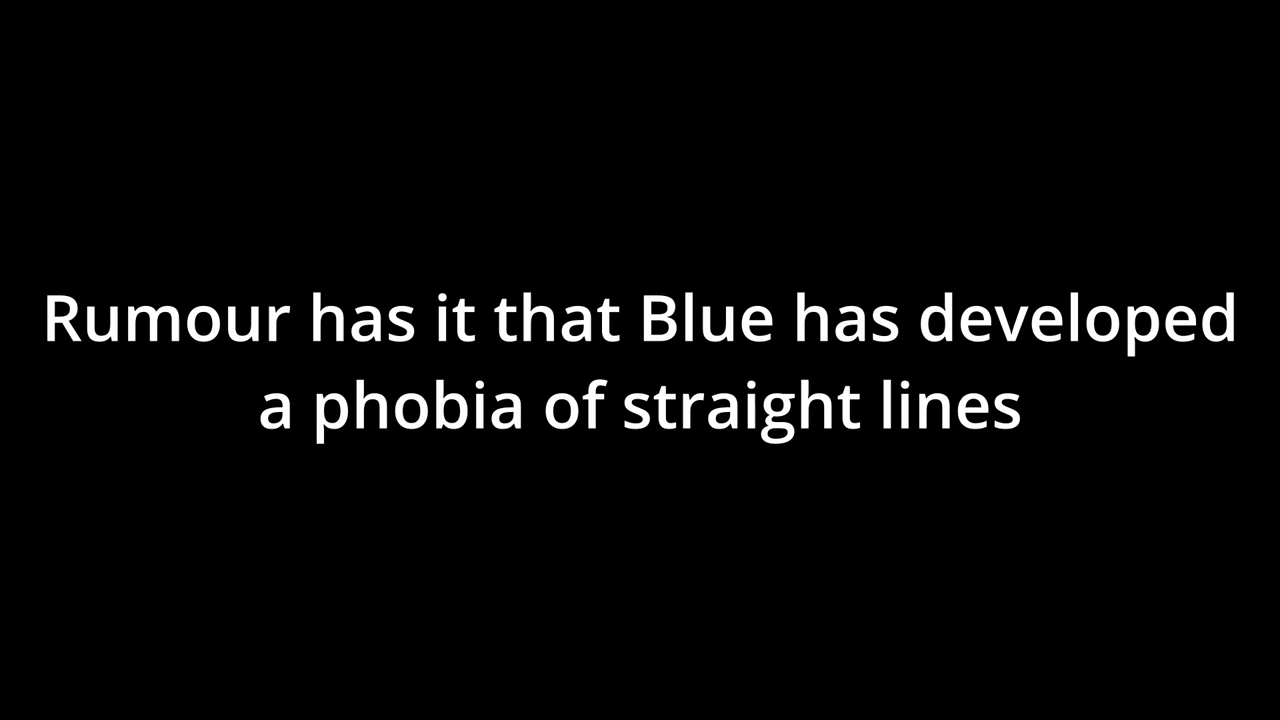 Rumour has it that Blue has developed
a phobia of straight lines